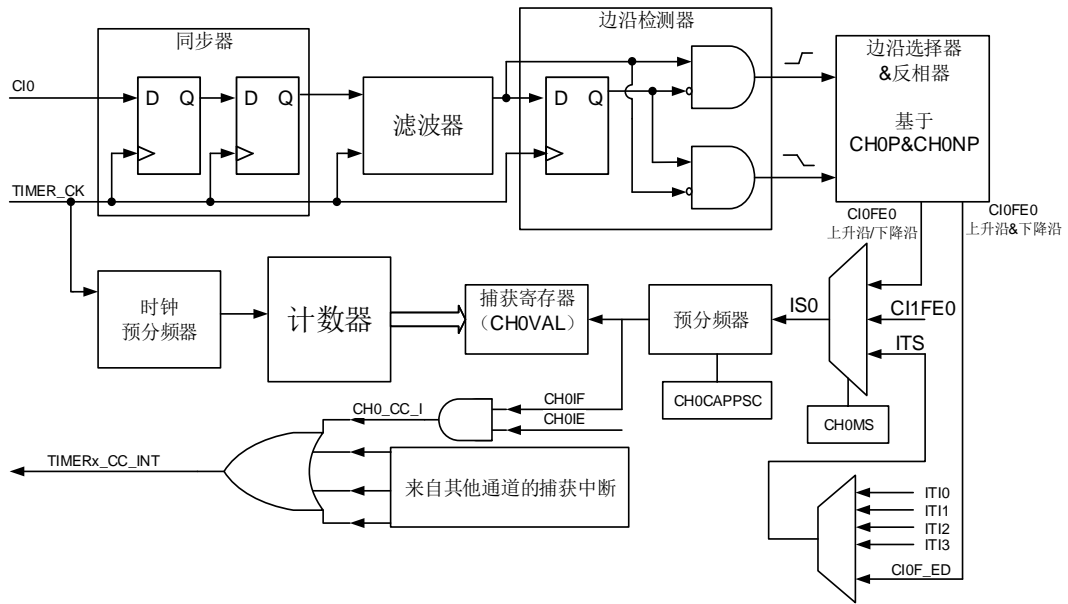 同步器
边沿检测器
CI0
D Q
D Q
滤波器
D Q
边沿选择器
&反相器
基于
CH0P&CH0NP
TIMER_CK
CI0FE0
上升沿/下降沿
CI0FE0
上升沿&下降沿
时钟
预分频器
计数器
捕获寄存器
（CH0VAL）
预分频器
IS0
CI1FE0
ITS
CH0CAPPSC
CH0MS
CH0_CC_I
CH0IF
CH0IE
TIMERx_CC_INT
来自其他通道的捕获中断
ITI0
ITI1
ITI2
ITI3
CI0F_ED